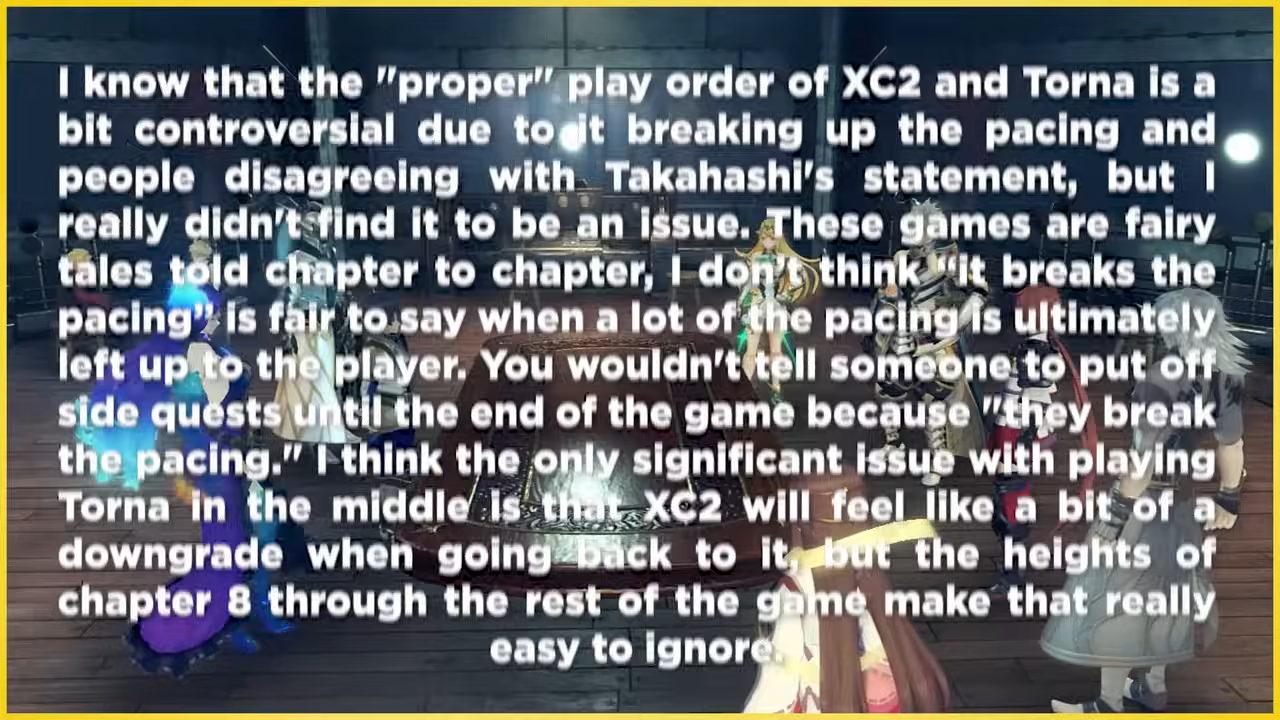 I know that the "proper" play order of XC2 and Torna is a
bit controversial due to it breaking up the pacing and
people disagreeing with Takahashi's statement, but I
really didn't find it to be an issue. These games are fairy
tales told chapter to chapter, I don't think "it breaks the
pacing" is fair to say when a lot of the pacing is ultimately
left up to the player. You wouldn't tell someone to put off
side quests until the end of the game because "they break
the pacing." I think the only significant issue with playing
Torna in the middle is that XC2 will feel like a bit of a
downgrade when going back to it, but the heights of
chapter 8 through the rest of the game make that really
easy to ignore.